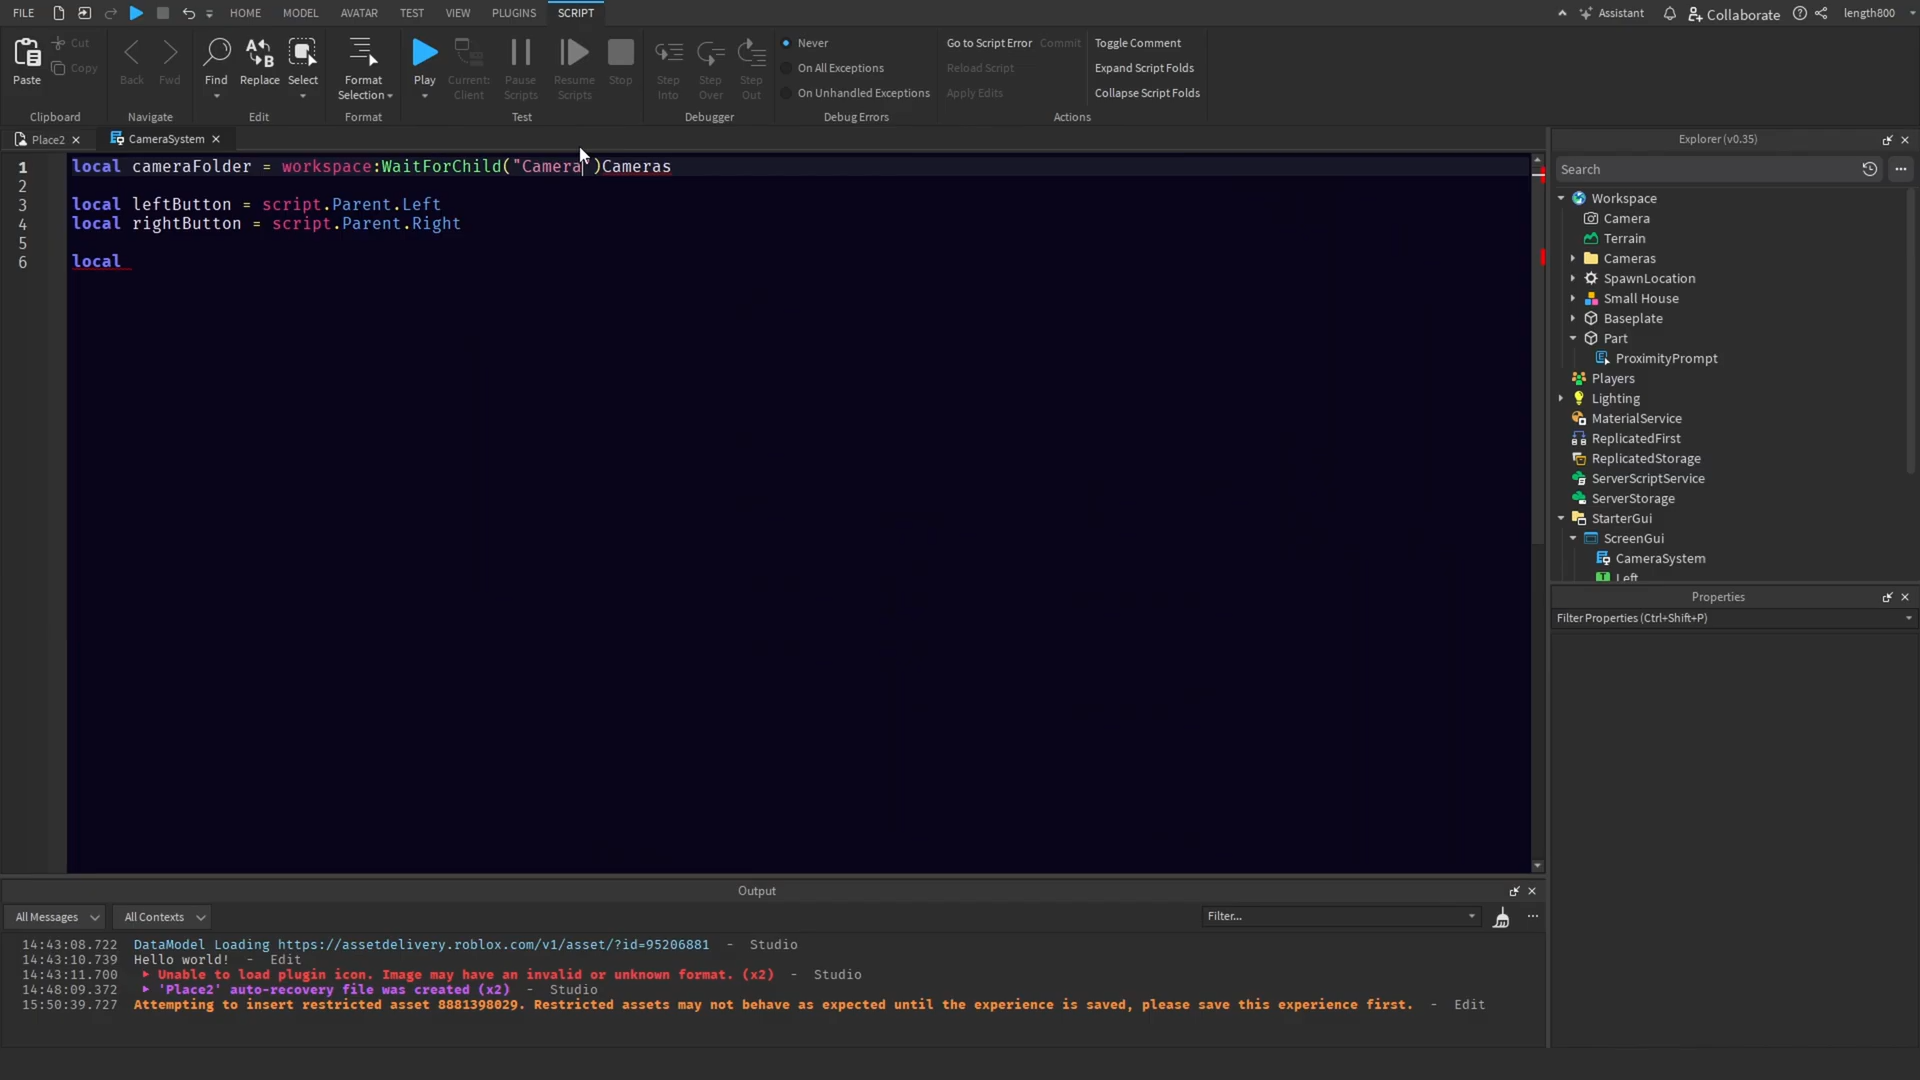 FILE HOME MODEL AVATAR TEST VIEW PLUGINS SCRIPT Assistant Collaborate length800
Paste Cut Copy Back Fwd Find Replace Select Format Selection Play Current: Client Pause Scripts Resume Scripts Stop Step Into Step Over Step Out
Never Go to Script Error Commit Toggle Comment
On All Exceptions Reload Script Expand Script Folds
On Unhandled Exceptions Apply Edits Collapse Script Folds
Clipboard Navigate Edit Format Test Debugger Debug Errors Actions
Place2 CameraSystem
1 local cameraFolder = workspace:WaitForChild("Camera")Cameras
2
3 local leftButton = script.Parent.Left
4 local rightButton = script.Parent.Right
5
6 local
Explorer (v0.35)
Search
Workspace
Camera
Terrain
Cameras
SpawnLocation
Small House
Baseplate
Part
ProximityPrompt
Players
Lighting
MaterialService
ReplicatedFirst
ReplicatedStorage
ServerScriptService
ServerStorage
StarterGui
ScreenGui
CameraSystem
Left
Properties
Filter Properties (Ctrl+Shift+P)
Output
All Messages All Contexts Filter...
14:43:08.722 DataModel Loading https://assetdelivery.roblox.com/v1/asset/?id=95206881 - Studio
14:43:10.739 Hello world! - Edit
14:43:11.700 Unable to load plugin icon. Image may have an invalid or unknown format. (x2) - Studio
14:48:09.372 'Place2' auto-recovery file was created (x2) - Studio
15:50:39.727 Attempting to insert restricted asset 8881398029. Restricted assets may not behave as expected until the experience is saved, please save this experience first. - Edit